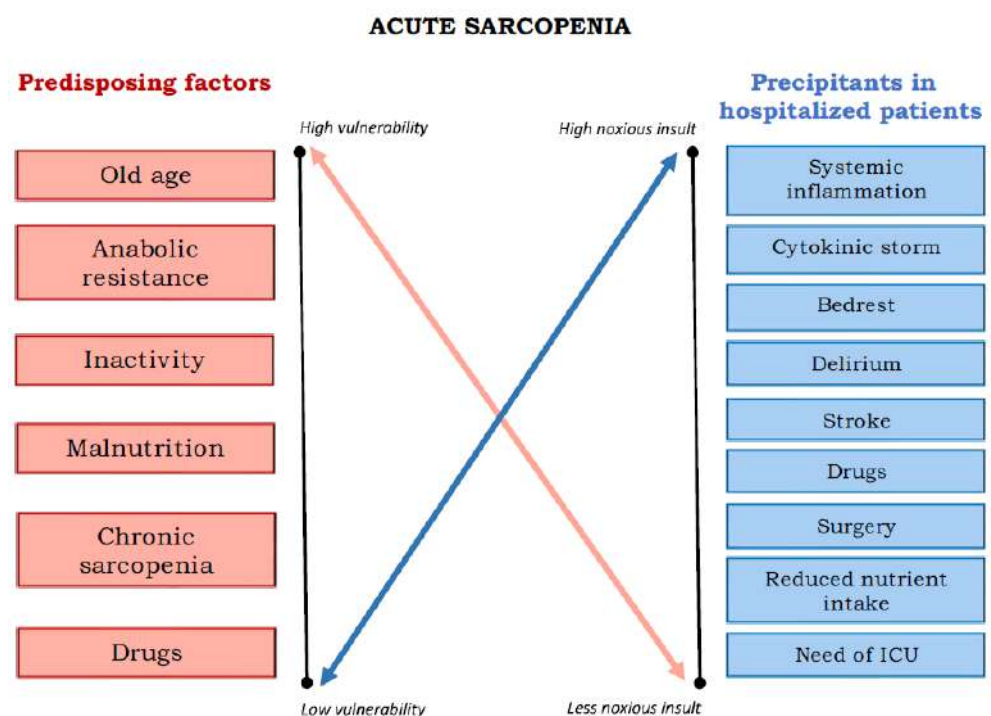 ACUTE SARCOPENIA
Predisposing factors
Old age
Anabolic
resistance
Inactivity
Malnutrition
Chronic
sarcopenia
Drugs
High vulnerability
Low vulnerability
High noxious insult
Less noxious insult
Precipitants in
hospitalized patients
Systemic
inflammation
Cytokinic storm
Bedrest
Delirium
Stroke
Drugs
Surgery
Reduced nutrient
intake
Need of ICU